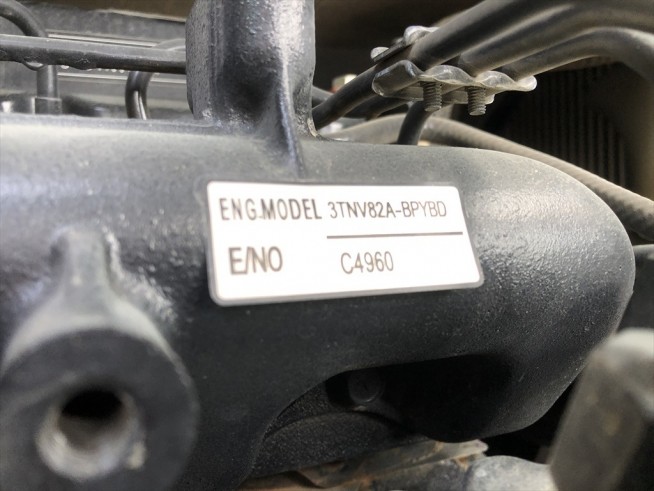 ENG.MODEL 3TNV82A-BPYBD
E/NO C4960